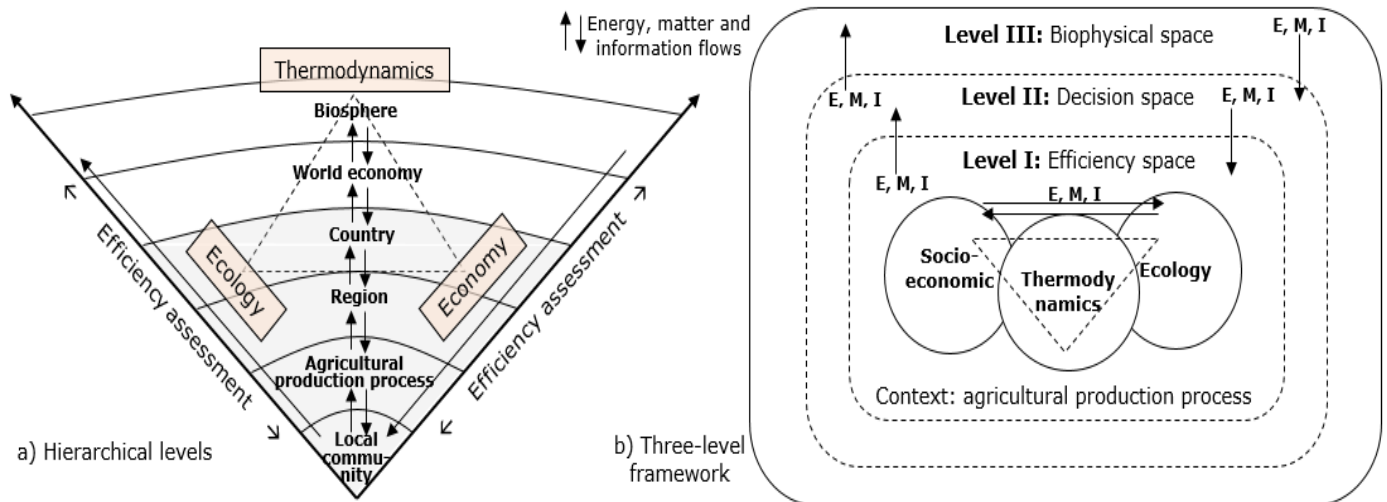 Energy, matter and
information flows
Thermodynamics
Biosphere
World economy
Country
Ecology
Economy
Region
Efficiency assessment
Efficiency assessment
Agricultural
production process
Local
commu-
nity
a) Hierarchical levels
b) Three-level
framework
Level III: Biophysical space
E, M, I
Level II: Decision space
E, M, I
E, M, I
Level I: Efficiency space
E, M, I
E, M, I
Socio-
economic
Thermody
namics
Ecology
Context: agricultural production process